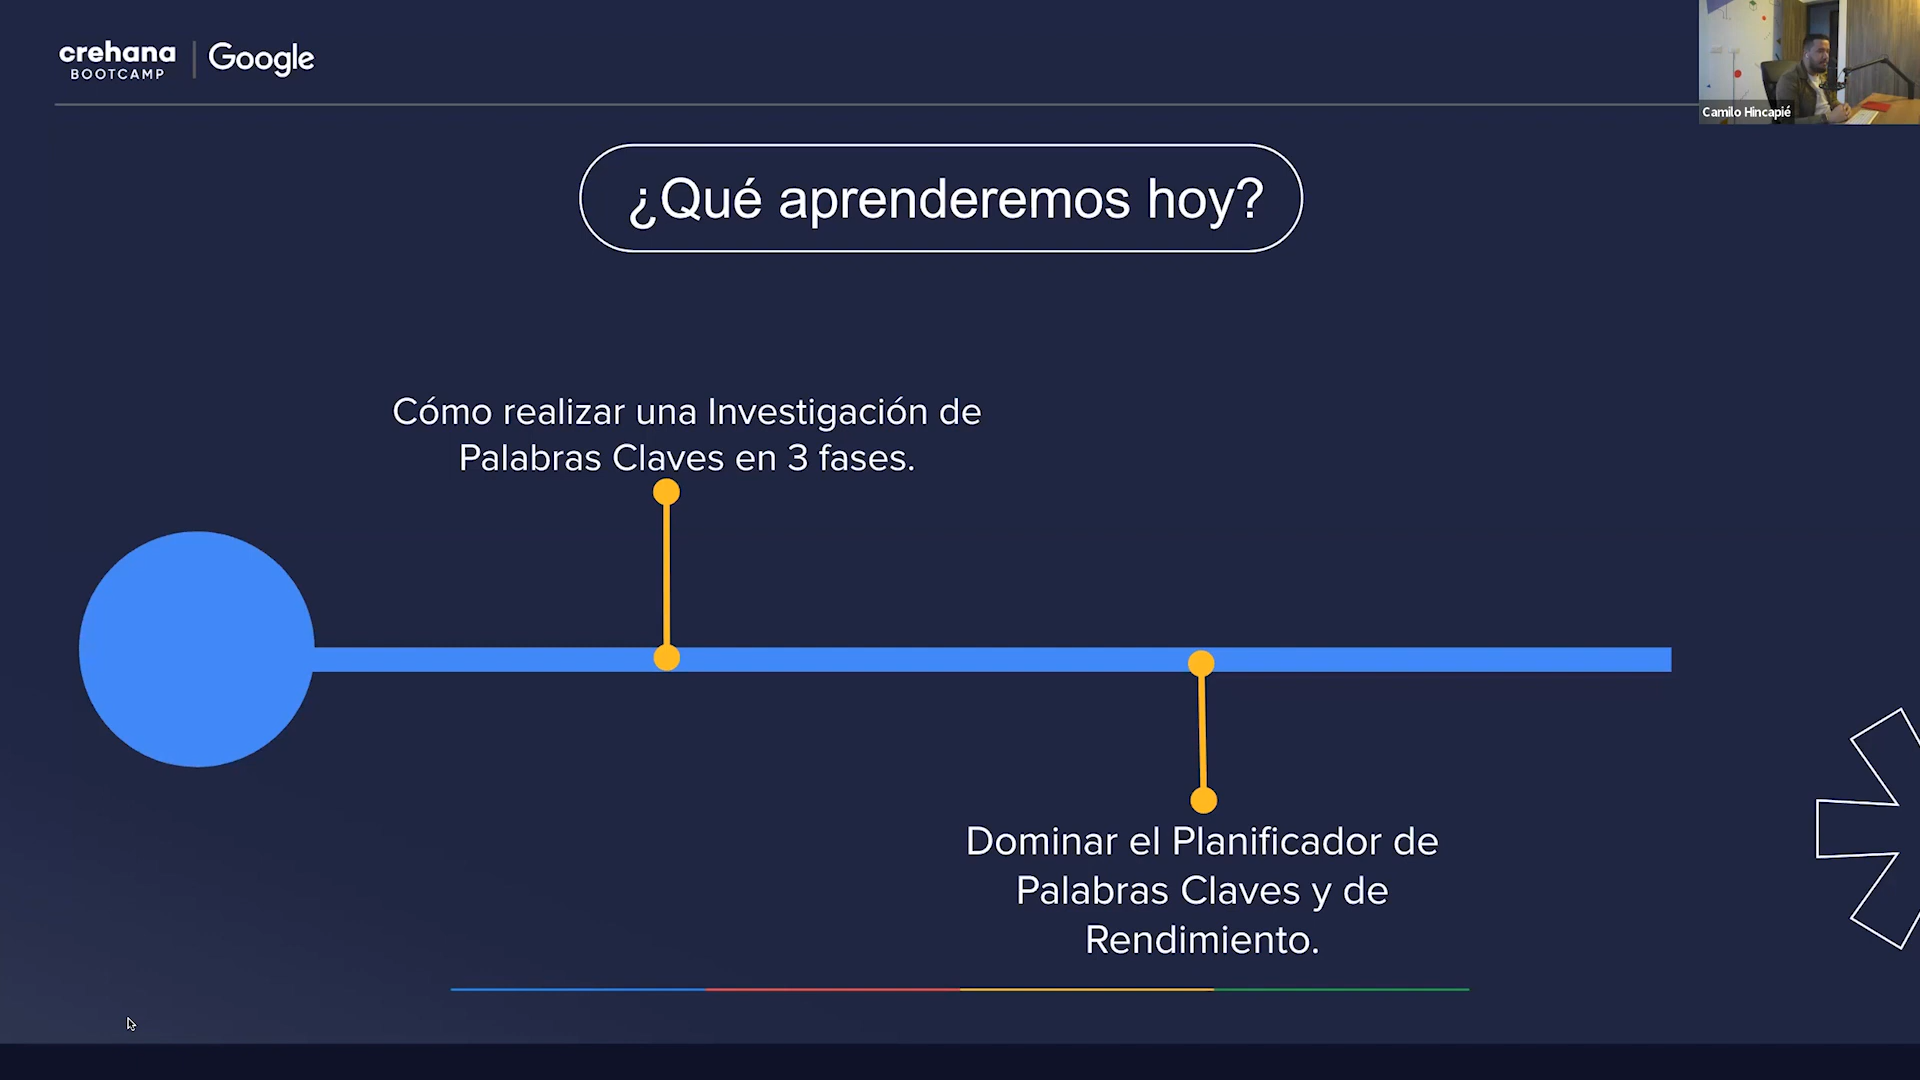 crehana
BOOTCAMP
Google
Camilo Hincapié
¿Qué aprenderemos hoy?
Cómo realizar una Investigación de
Palabras Claves en 3 fases.
Dominar el Planificador de
Palabras Claves y de
Rendimiento.